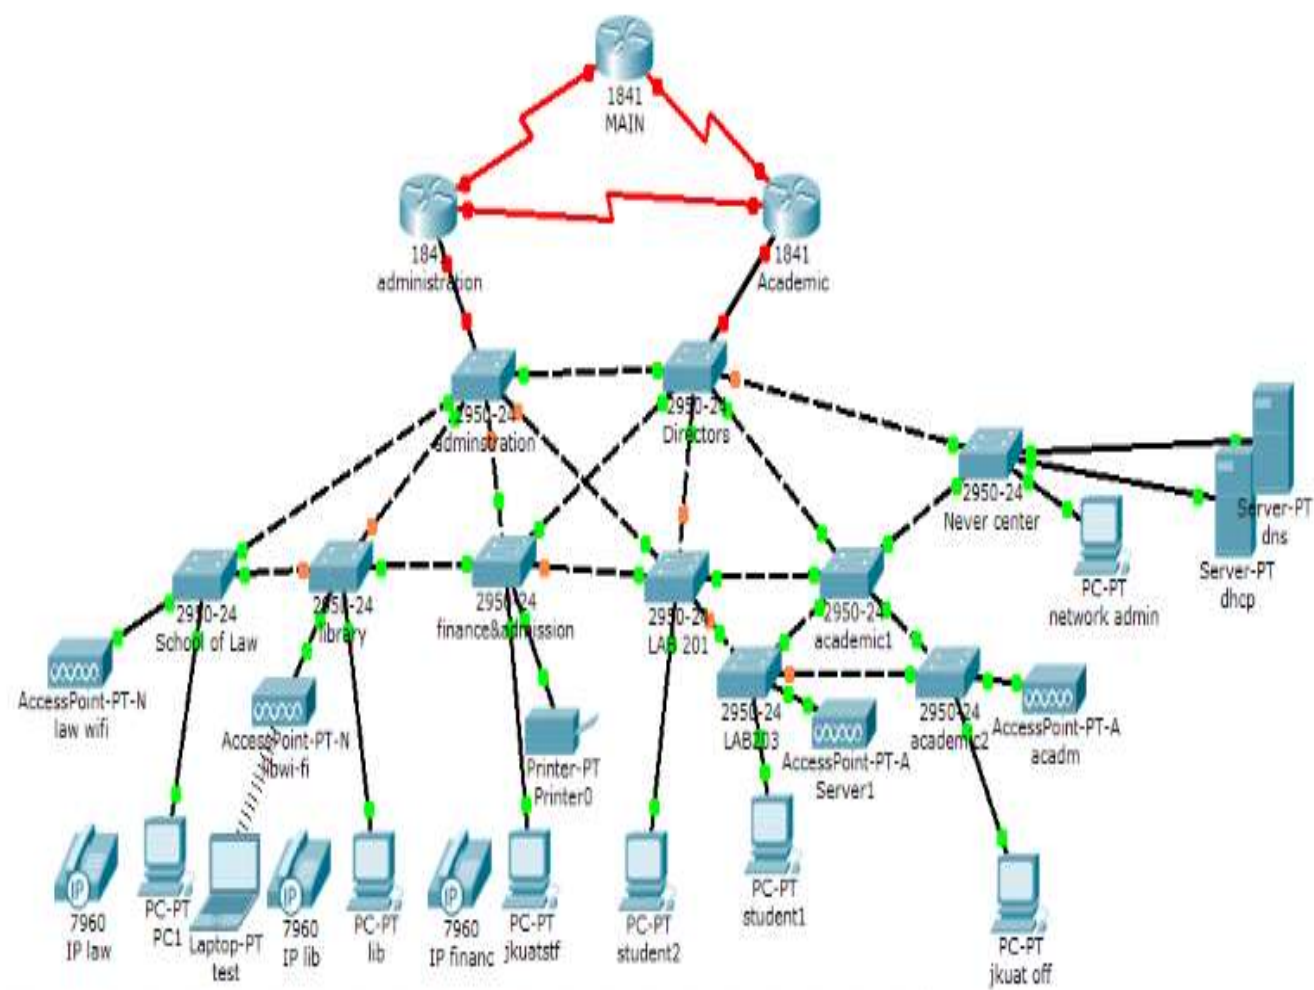 1841
MAIN
1841
administration
1841
Academic
2950-24
adminstration
2950-24
Directors
2950-24
Never center
Server-PT
dns
Server-PT
dhcp
PC-PT
network admin
2950-24
School of Law
2950-24
library
2950-24
finance&admission
2950-24
LAB 201
2950-24
academic1
2950-24
LAB203
2950-24
academic2
AccessPoint-PT-N
law wifi
AccessPoint-PT-N
libwi-fi
Printer-PT
Printer0
AccessPoint-PT-A
Server1
AccessPoint-PT-A
acadm
IP
7960
IP law
PC-PT
PC1
Laptop-PT
test
IP
7960
IP lib
PC-PT
lib
IP
7960
IP financ
PC-PT
jkuatstf
PC-PT
student2
PC-PT
student1
PC-PT
jkuat off